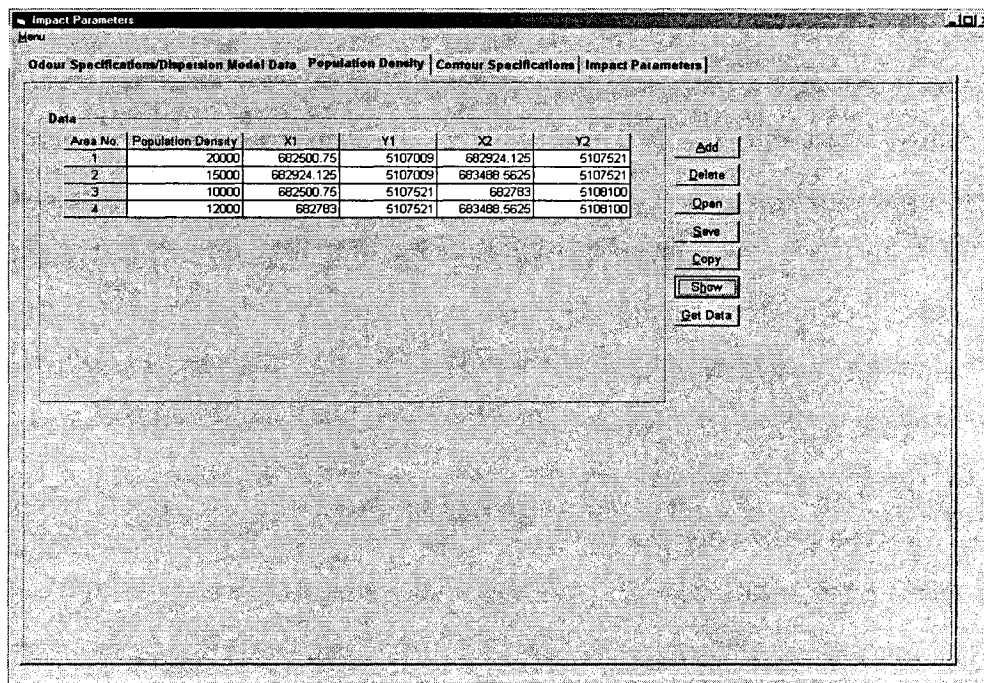 Impact Parameters
Menu
Odour Specifications/Dispersion Model Data Population Density Contour Specifications Impact Parameters
Data
Area No. Population Density X1 Y1 X2 Y2
1 20000 682500.75 5107009 682924.125 5107521
2 15000 682924.125 5107009 683488.5625 5107521
3 10000 682500.75 5107521 682783 5108100
4 12000 682783 5107521 683488.5625 5108100
Add
Delete
Open
Save
Copy
Show
Get Data